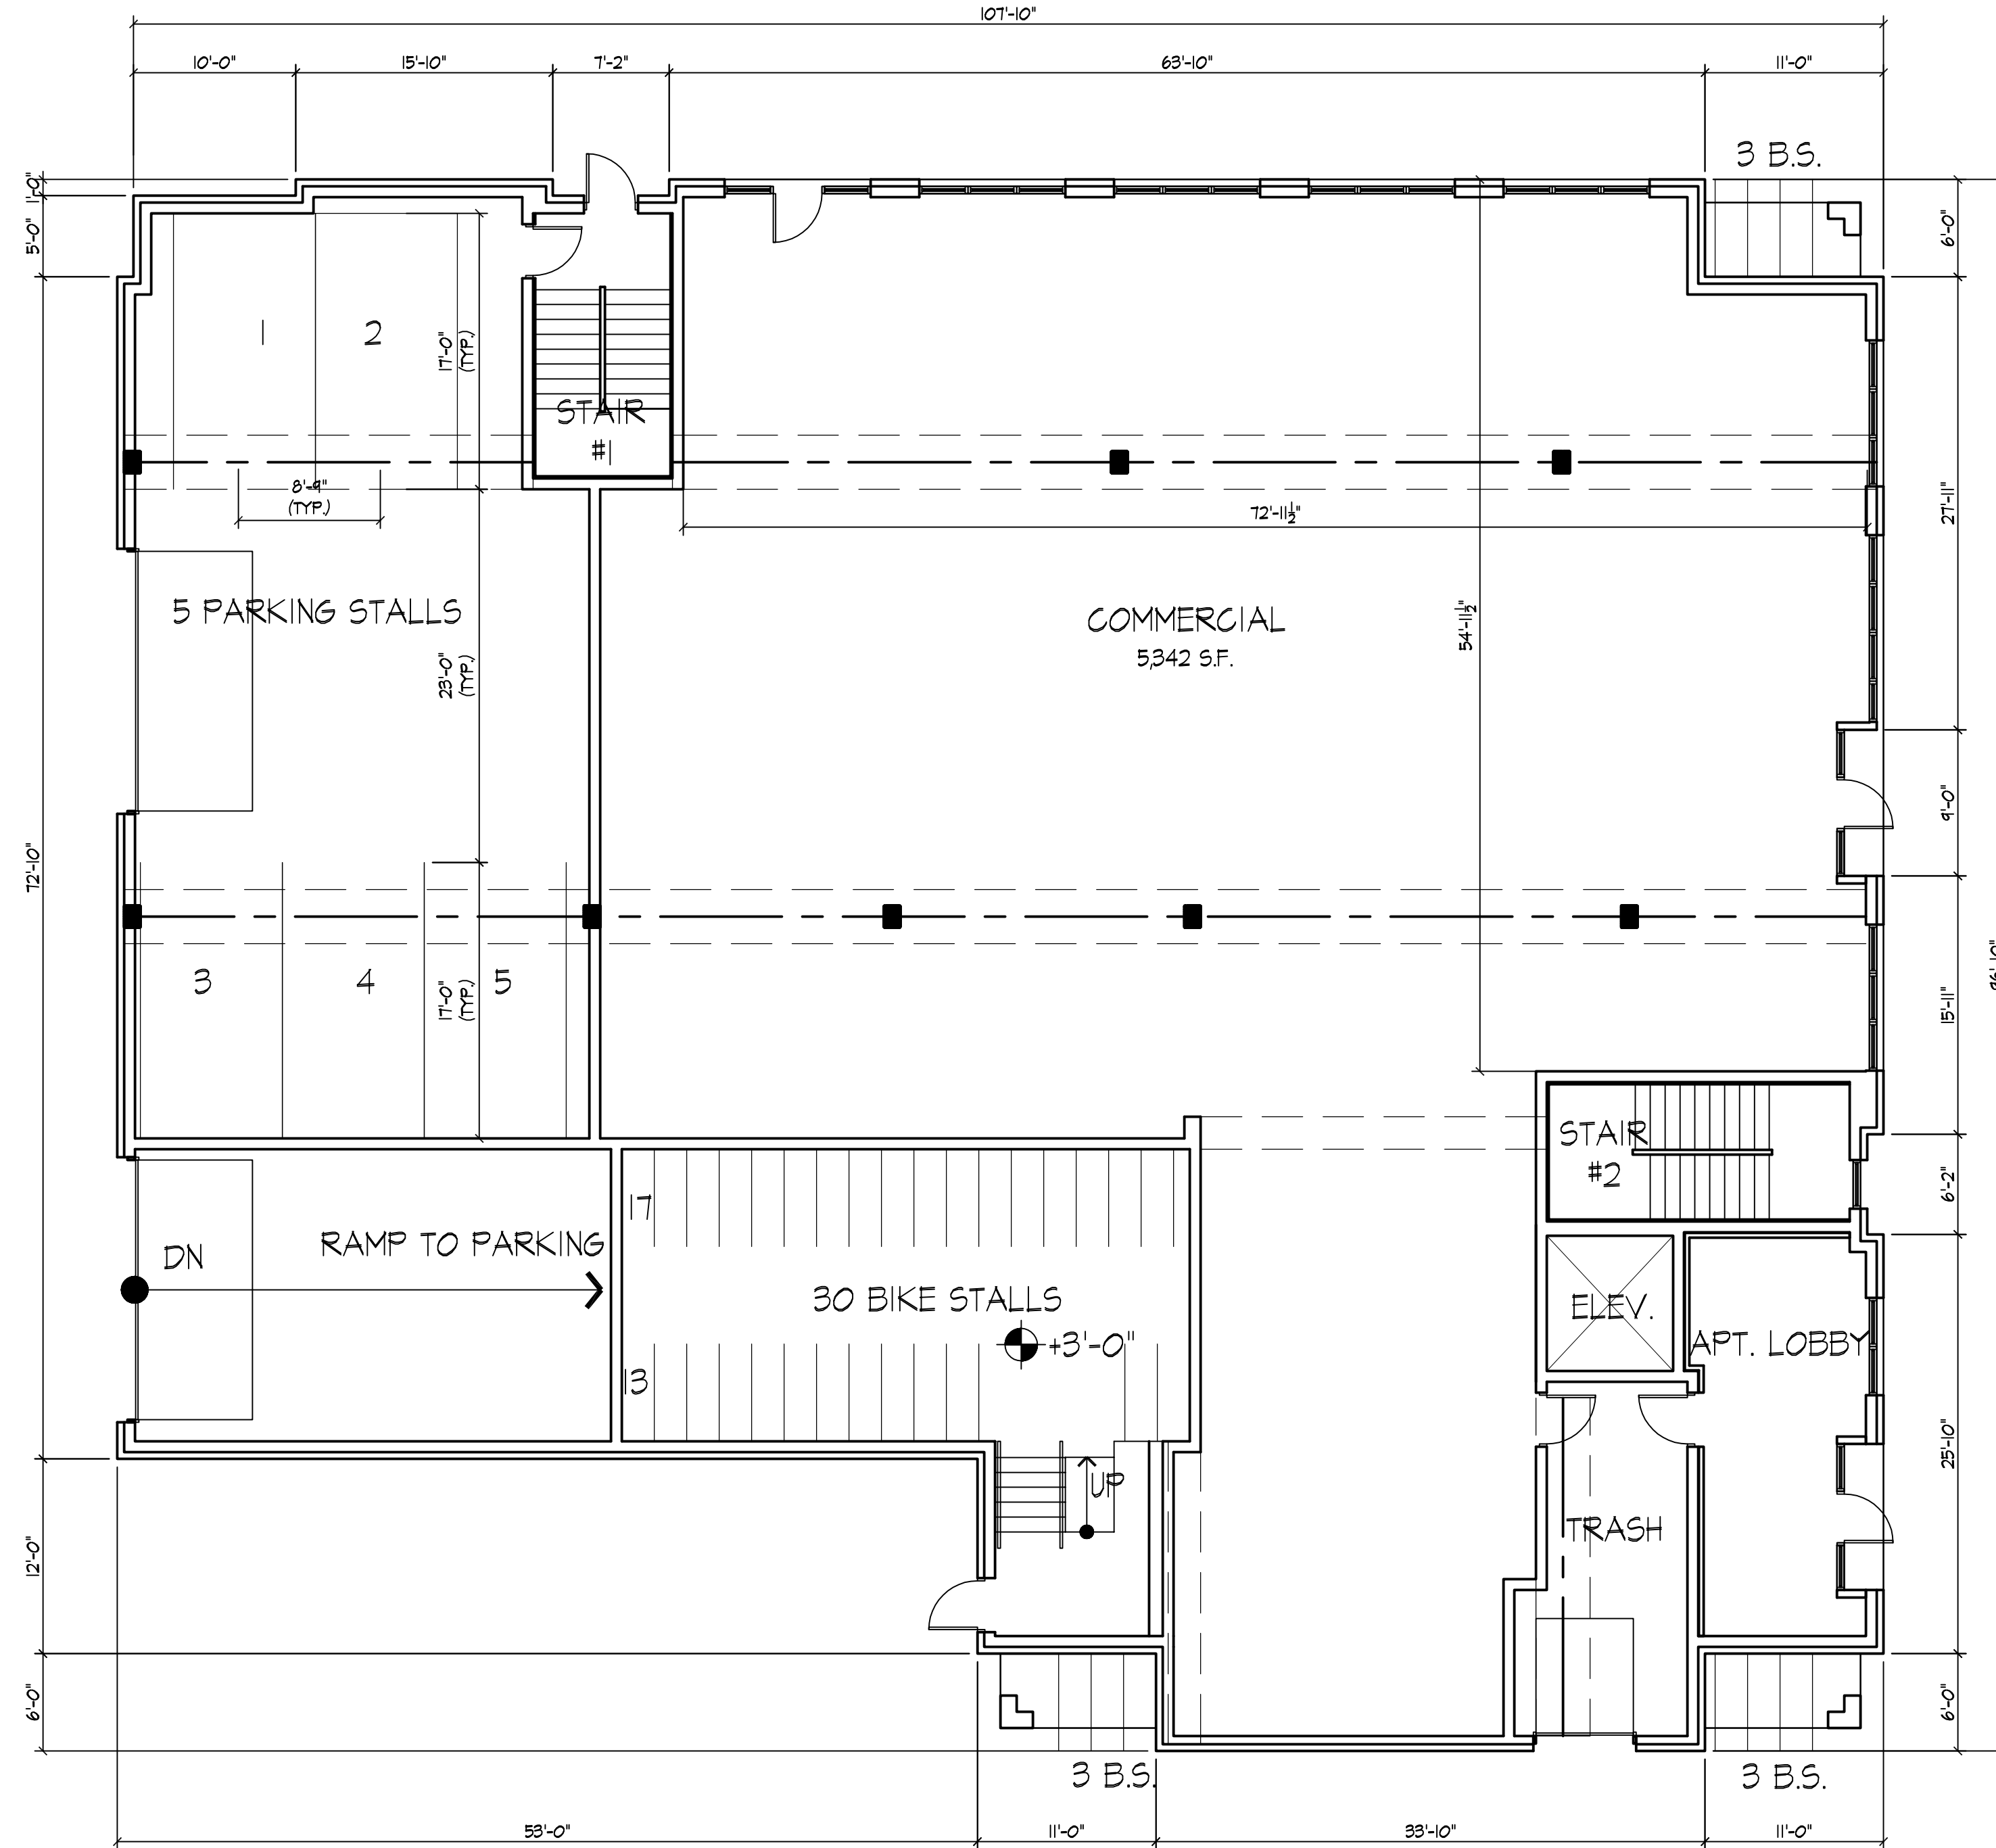 107'-10"
10'-0"
15'-10"
7'-2"
63'-10"
11'-0"
3 B.S.
1'-0"
5'-0"
6'-0"
1
2
17'-0"
(TYP.)
STAIR
#1
8'-9"
(TYP.)
72'-11½"
27'-11"
5 PARKING STALLS
COMMERCIAL
5,342 S.F.
54'-11½"
23'-0"
(TYP.)
9'-0"
72'-10"
3
4
5
17'-0"
(TYP.)
15'-11"
96'-10"
STAIR
#2
6'-2"
17
DN
RAMP TO PARKING
30 BIKE STALLS
+3'-0"
ELEV.
APT. LOBBY
13
25'-10"
UP
TRASH
12'-0"
6'-0"
6'-0"
3 B.S.
3 B.S.
53'-0"
11'-0"
33'-10"
11'-0"